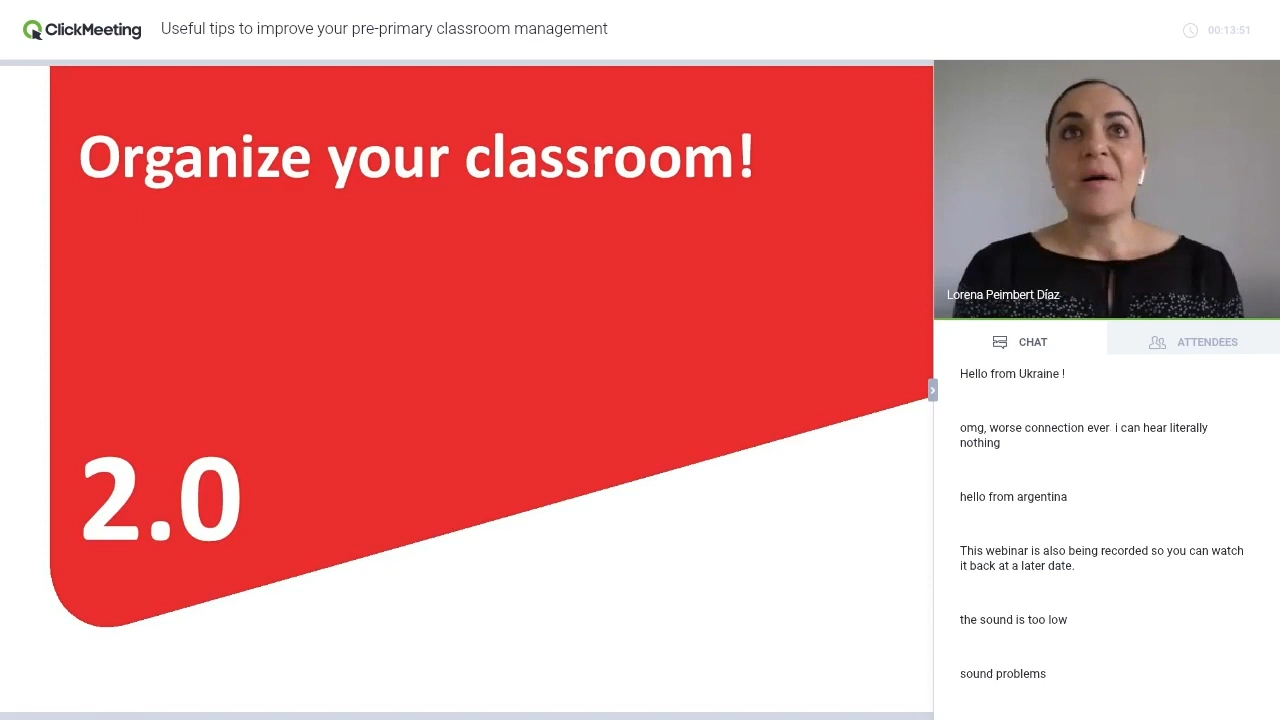 ClickMeeting
Useful tips to improve your pre-primary classroom management
00:13:51
Organize your classroom!
2.0
Lorena Peimbert Díaz
CHAT
ATTENDEES
Hello from Ukraine !
omg, worse connection ever i can hear literally
nothing
hello from argentina
This webinar is also being recorded so you can watch
it back at a later date.
the sound is too low
sound problems